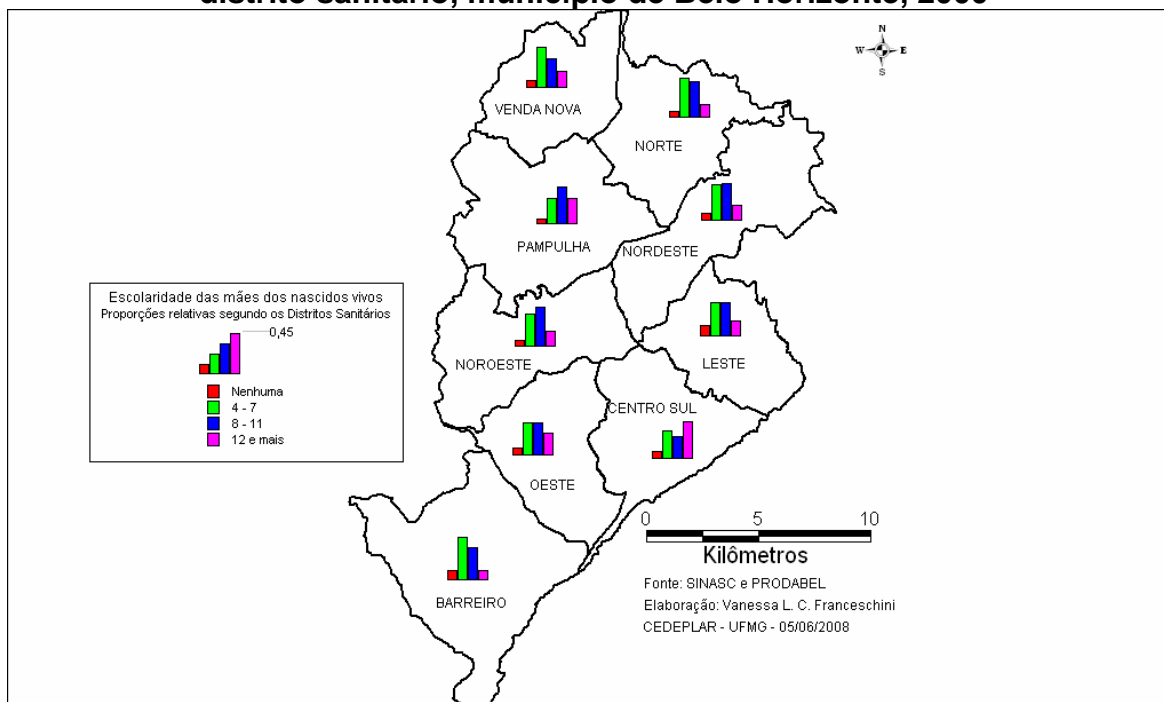 distrito sanitário, município de Belo Horizonte, 2000
N
W E
S
VENDA NOVA
NORTE
PAMPULHA
NORDESTE
Escolaridade das mães dos nascidos vivos
Proporções relativas segundo os Distritos Sanitários
0,45
Nenhuma
4 - 7
8 - 11
12 e mais
NOROESTE
LESTE
CENTRO SUL
OESTE
BARREIRO
0 5 10
Kilômetros
Fonte: SINASC e PRODABEL
Elaboração: Vanessa L. C. Franceschini
CEDEPLAR - UFMG - 05/06/2008